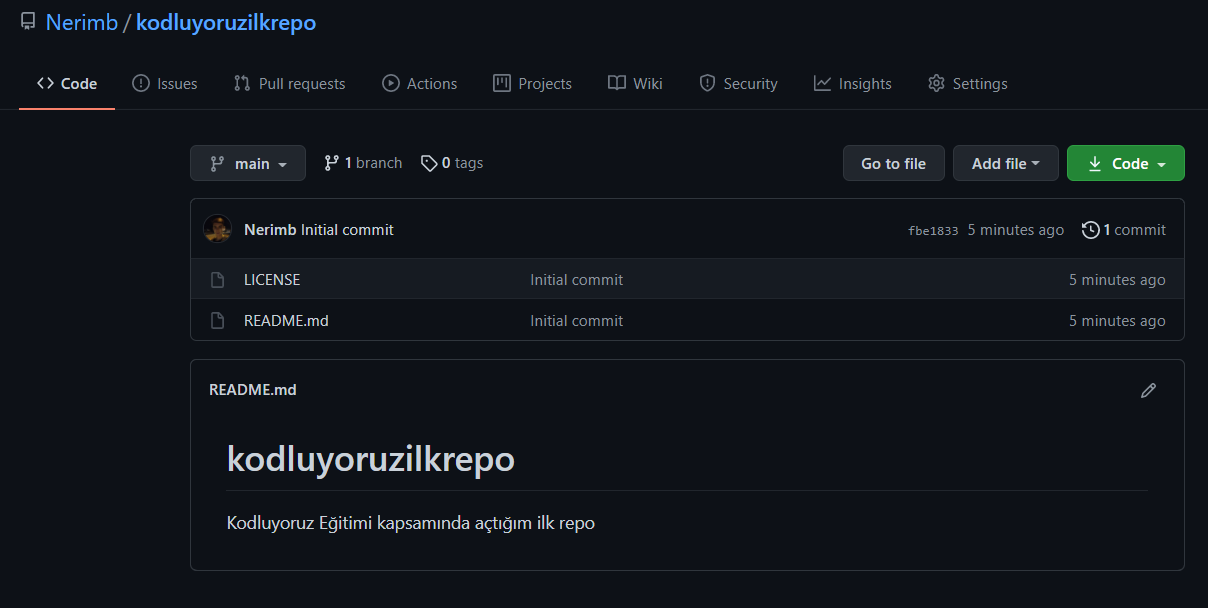 Nerimb / kodluyoruzilkrepo
Code Issues Pull requests Actions Projects Wiki Security Insights Settings
main 1 branch 0 tags Go to file Add file Code
Nerimb Initial commit fbe1833 5 minutes ago 1 commit
LICENSE Initial commit 5 minutes ago
README.md Initial commit 5 minutes ago
README.md
kodluyoruzilkrepo
Kodluyoruz Eğitimi kapsamında açtığım ilk repo